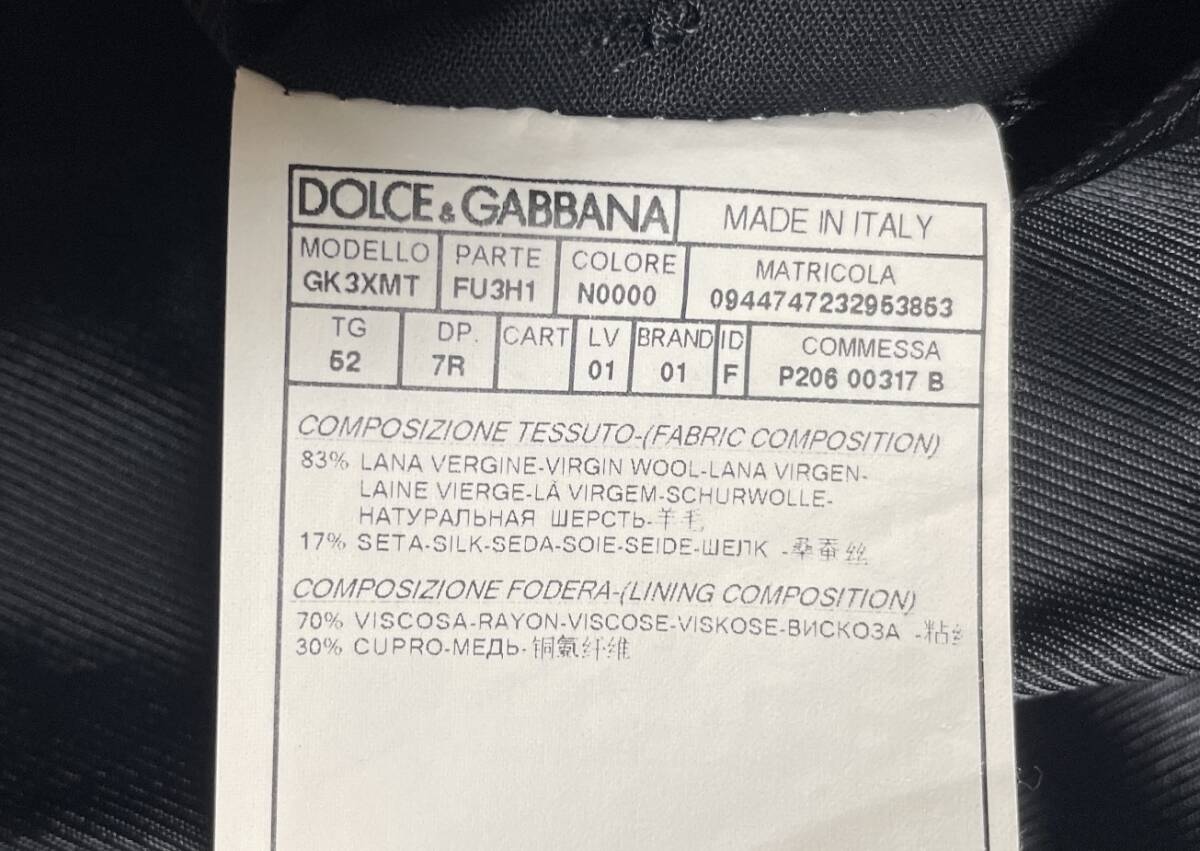 DOLCE & GABBANA MADE IN ITALY
MODELLO PARTE COLORE MATRICOLA
GK3XMT FU3H1 N0000 0944747232953853
TG DP. CART LV BRAND ID COMMESSA
52 7R 01 01 F P206 00317 B
COMPOSIZIONE TESSUTO-(FABRIC COMPOSITION)
83% LANA VERGINE-VIRGIN WOOL-LANA VIRGEN-
LAINE VIERGE-LÀ VIRGEM-SCHURWOLLE-
НАТУРАЛЬНАЯ ШЕРСТЬ-羊毛
17% SETA-SILK-SEDA-SOIE-SEIDE-ШЕЛК -桑蚕丝
COMPOSIZIONE FODERA-(LINING COMPOSITION)
70% VISCOSA-RAYON-VISCOSE-VISKOSE-ВИСКОЗА -粘
30% CUPRO-МЕДЬ-铜氨纤维